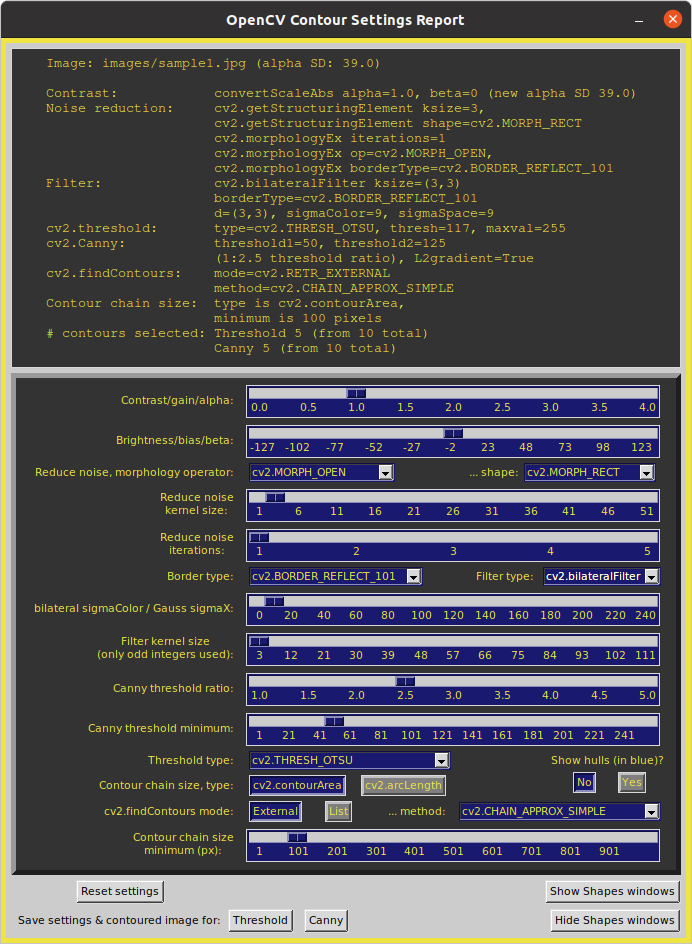 OpenCV Contour Settings Report
Image: images/sample1.jpg (alpha SD: 39.0)
Contrast: convertScaleAbs alpha=1.0, beta=0 (new alpha SD 39.0)
Noise reduction: cv2.getStructuringElement ksize=3,
cv2.getStructuringElement shape=cv2.MORPH_RECT
cv2.morphologyEx iterations=1
cv2.morphologyEx op=cv2.MORPH_OPEN,
cv2.morphologyEx borderType=cv2.BORDER_REFLECT_101
Filter: cv2.bilateralFilter ksize=(3,3)
borderType=cv2.BORDER_REFLECT_101
d=(3,3), sigmaColor=9, sigmaSpace=9
cv2.threshold: type=cv2.THRESH_OTSU, thresh=117, maxval=255
cv2.Canny: threshold1=50, threshold2=125
(1:2.5 threshold ratio), L2gradient=True
cv2.findContours: mode=cv2.RETR_EXTERNAL
method=cv2.CHAIN_APPROX_SIMPLE
Contour chain size: type is cv2.contourArea,
minimum is 100 pixels
# contours selected: Threshold 5 (from 10 total)
Canny 5 (from 10 total)
Contrast/gain/alpha:
0.0 0.5 1.0 1.5 2.0 2.5 3.0 3.5 4.0
Brightness/bias/beta:
-127 -102 -77 -52 -27 -2 23 48 73 98 123
Reduce noise, morphology operator: cv2.MORPH_OPEN ... shape: cv2.MORPH_RECT
Reduce noise
kernel size: 1 6 11 16 21 26 31 36 41 46 51
Reduce noise
iterations: 1 2 3 4 5
Border type: cv2.BORDER_REFLECT_101 Filter type: cv2.bilateralFilter
bilateral sigmaColor / Gauss sigmaX:
0 20 40 60 80 100 120 140 160 180 200 220 240
Filter kernel size
(only odd integers used): 3 12 21 30 39 48 57 66 75 84 93 102 111
Canny threshold ratio:
1.0 1.5 2.0 2.5 3.0 3.5 4.0 4.5 5.0
Canny threshold minimum:
1 21 41 61 81 101 121 141 161 181 201 221 241
Threshold type: cv2.THRESH_OTSU Show hulls (in blue)?
Contour chain size, type: cv2.contourArea cv2.arcLength No Yes
cv2.findContours mode: External List ... method: cv2.CHAIN_APPROX_SIMPLE
Contour chain size
minimum (px): 1 101 201 301 401 501 601 701 801 901
Reset settings Show Shapes windows
Save settings & contoured image for: Threshold Canny Hide Shapes windows